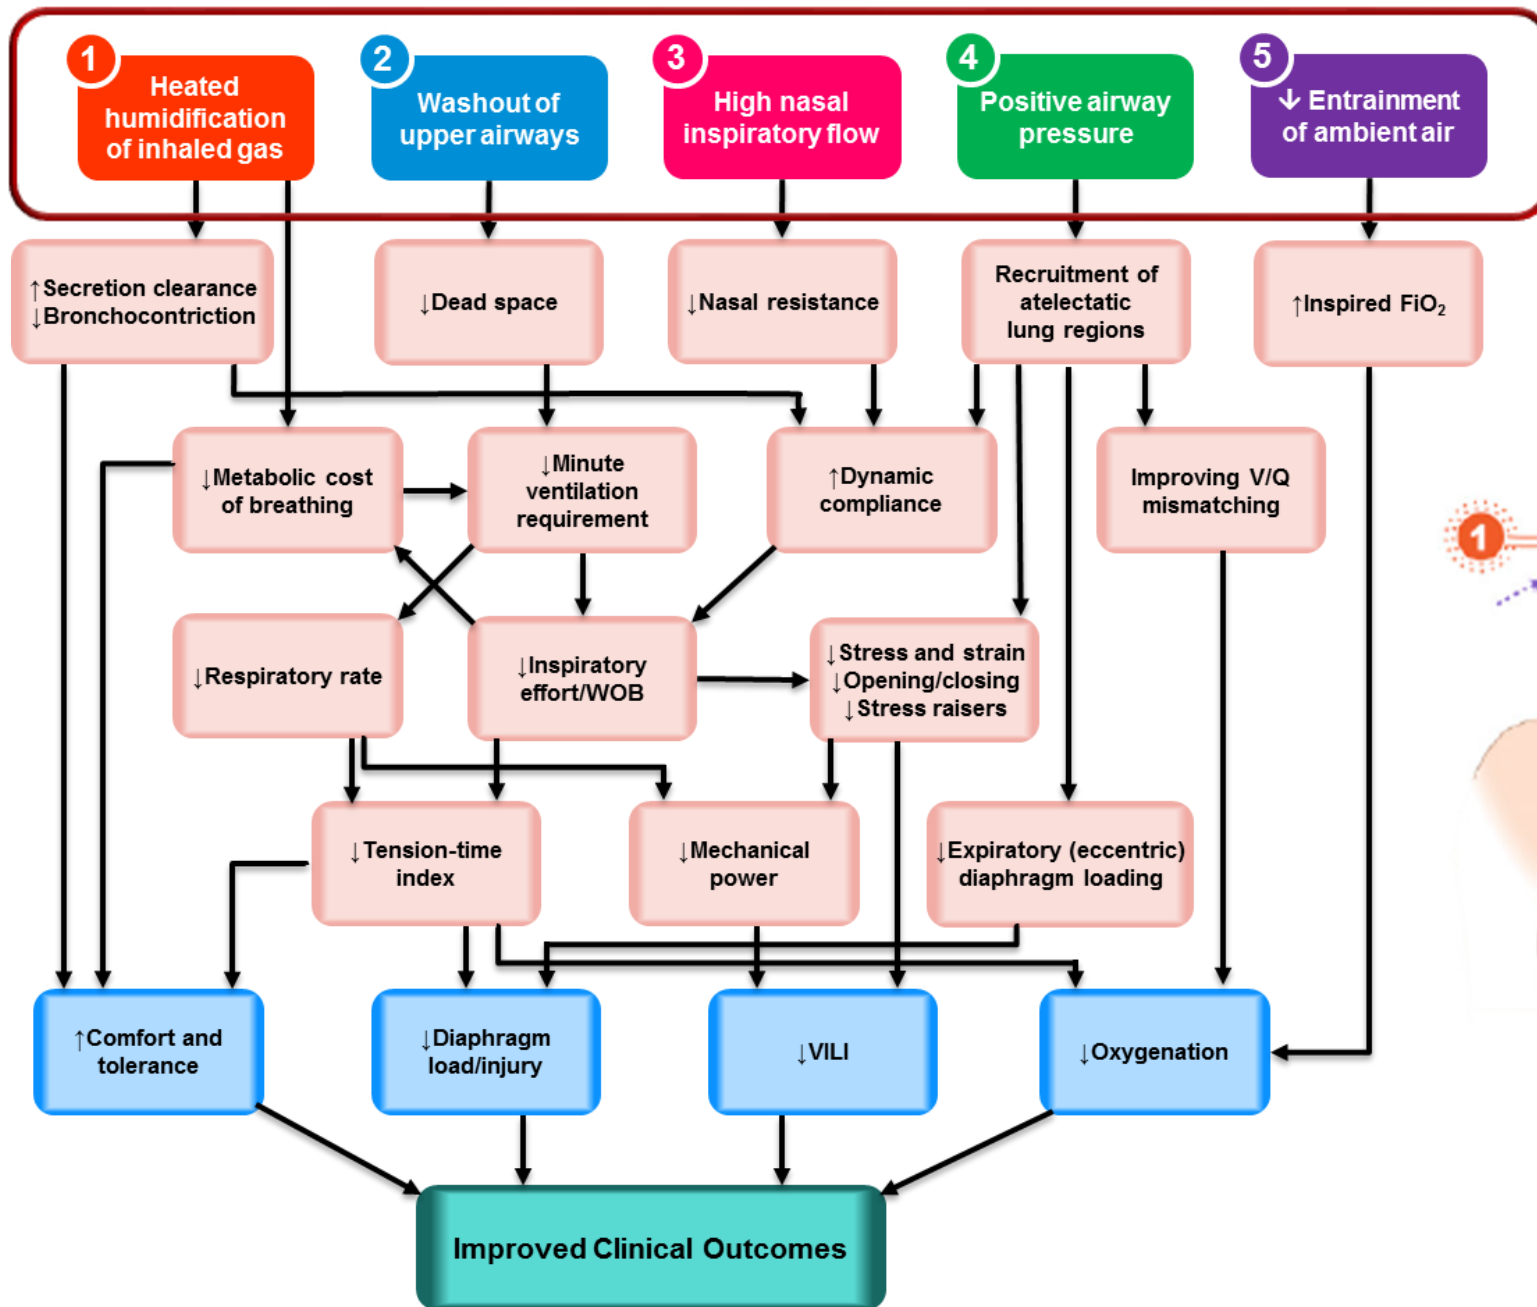 1
Heated
humidification
of inhaled gas
2
Washout of
upper airways
3
High nasal
inspiratory flow
4
Positive airway
pressure
5
↓ Entrainment
of ambient air
↑Secretion clearance
↓Bronchocontriction
↓Dead space
↓Nasal resistance
Recruitment of
atelectatic
lung regions
↑Inspired FiO₂
↓Metabolic cost
of breathing
↓Minute
ventilation
requirement
↑Dynamic
compliance
Improving V/Q
mismatching
1
↓Respiratory rate
↓Inspiratory
effort/WOB
↓Stress and strain
↓Opening/closing
↓Stress raisers
↓Tension-time
index
↓Mechanical
power
↓Expiratory (eccentric)
diaphragm loading
↑Comfort and
tolerance
↓Diaphragm
load/injury
↓VILI
↓Oxygenation
Improved Clinical Outcomes